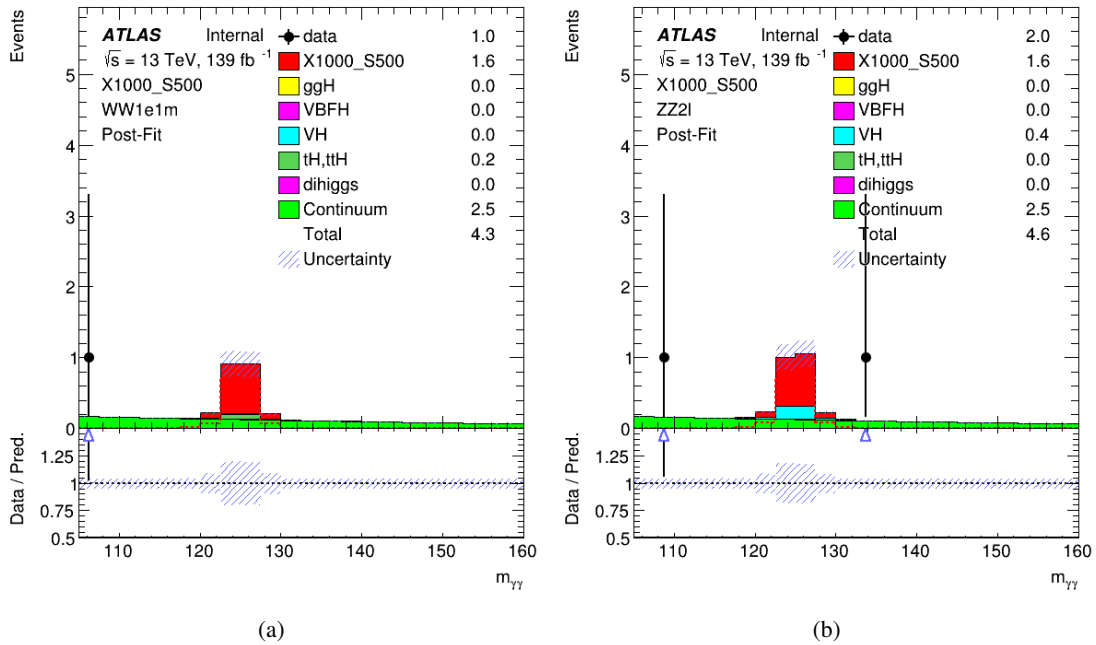 Events
ATLAS Internal
√s = 13 TeV, 139 fb -1
X1000_S500
WW1e1m
Post-Fit
data 1.0
X1000_S500 1.6
ggH 0.0
VBFH 0.0
VH 0.0
tH,ttH 0.2
dihiggs 0.0
Continuum 2.5
Total 4.3
Uncertainty
5
4
3
2
1
0
Data / Pred.
1.25
1
0.75
0.5
110 120 130 140 150 160
mγγ
(a)
Events
ATLAS Internal
√s = 13 TeV, 139 fb -1
X1000_S500
ZZ2l
Post-Fit
data 2.0
X1000_S500 1.6
ggH 0.0
VBFH 0.0
VH 0.4
tH,ttH 0.0
dihiggs 0.0
Continuum 2.5
Total 4.6
Uncertainty
5
4
3
2
1
0
Data / Pred.
1.25
1
0.75
0.5
110 120 130 140 150 160
mγγ
(b)